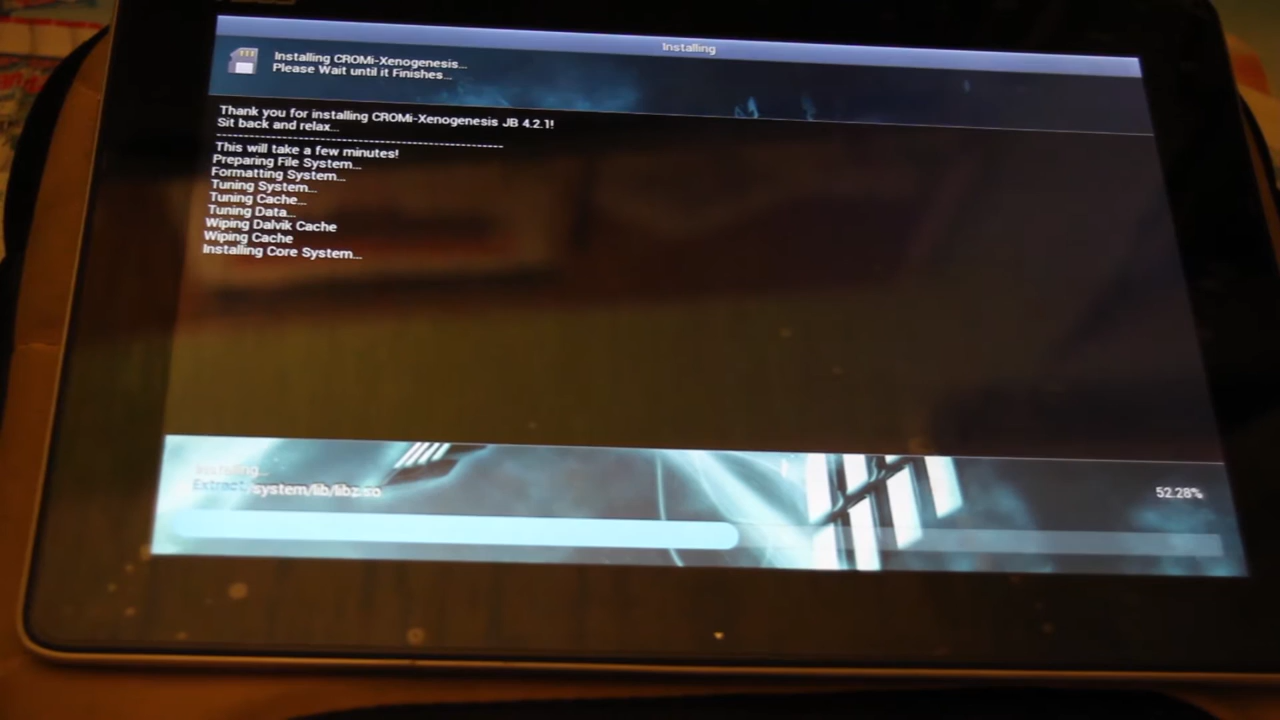 Installing
Installing CROMi-Xenogenesis...
Please Wait until it Finishes...
Thank you for installing CROMi-Xenogenesis JB 4.2.1!
Sit back and relax...
---------------------------------------------------------
This will take a few minutes!
Preparing File System...
Formatting System...
Tuning System...
Tuning Cache...
Tuning Data...
Wiping Dalvik Cache
Wiping Cache
Installing Core System...
Installing...
Extract: /system/lib/libz.so
52.28%